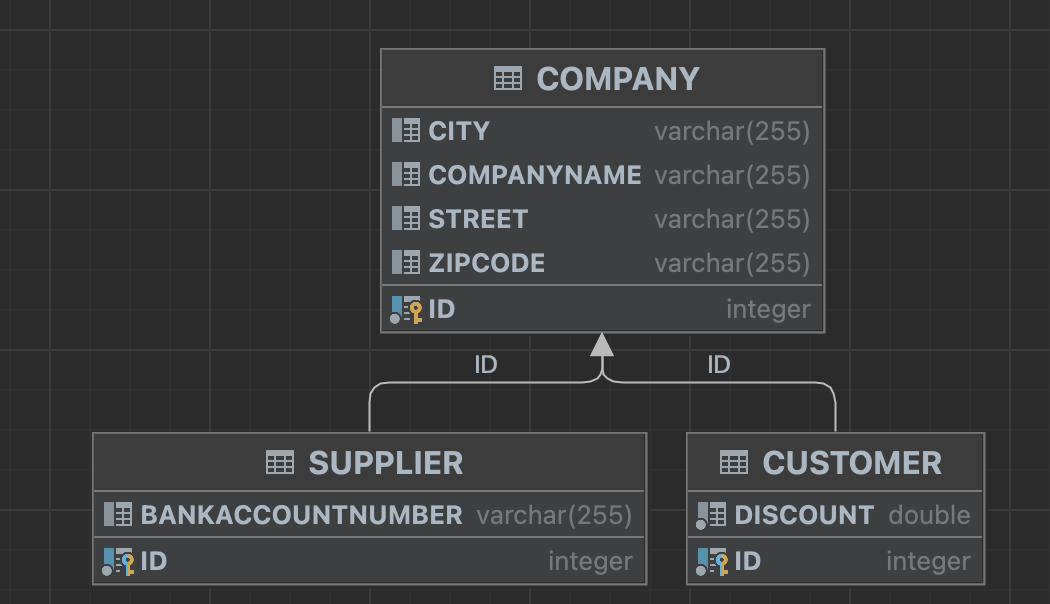 COMPANY
CITY varchar(255)
COMPANYNAME varchar(255)
STREET varchar(255)
ZIPCODE varchar(255)
ID integer
ID ID
SUPPLIER
BANKACCOUNTNUMBER varchar(255)
ID integer
CUSTOMER
DISCOUNT double
ID integer